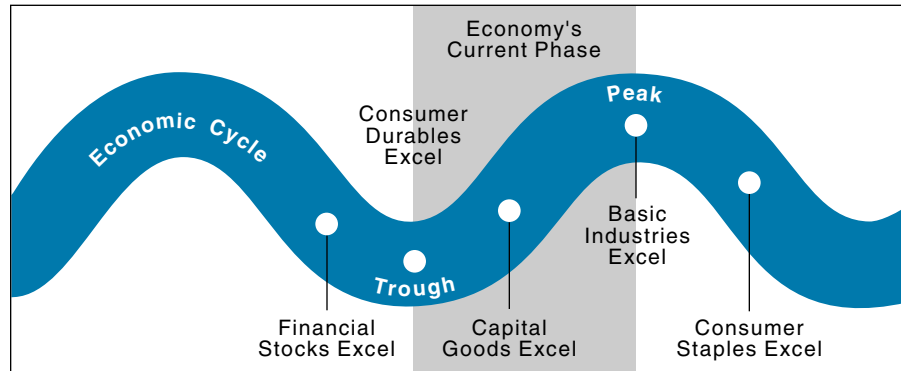 Economy's
Current Phase
Economic Cycle
Consumer
Durables
Excel
Peak
Trough
Basic
Industries
Excel
Financial
Stocks Excel
Capital
Goods Excel
Consumer
Staples Excel